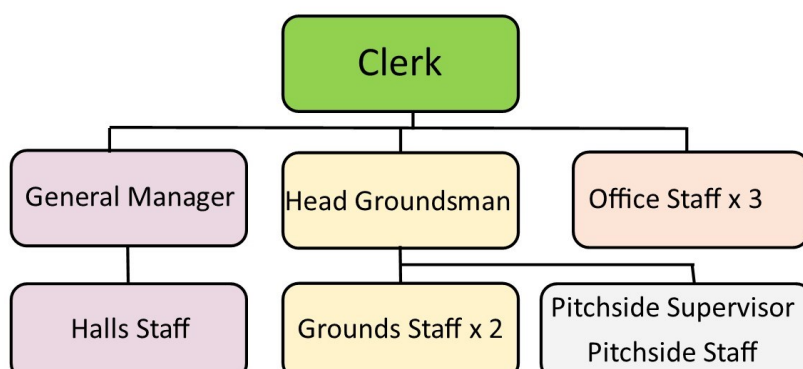 Clerk
General Manager
Head Groundsman
Office Staff x 3
Halls Staff
Grounds Staff x 2
Pitchside Supervisor
Pitchside Staff